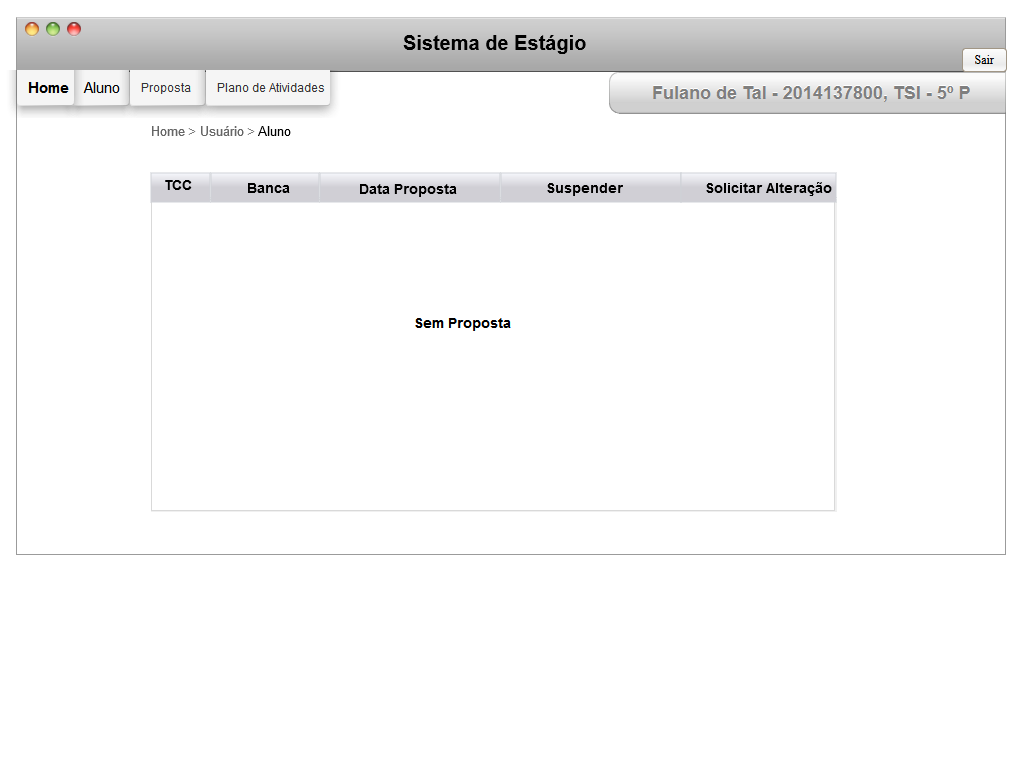 Sistema de Estágio
Sair
Home Aluno Proposta Plano de Atividades
Fulano de Tal - 2014137800, TSI - 5º P
Home > Usuário > Aluno
TCC Banca Data Proposta Suspender Solicitar Alteração
Sem Proposta